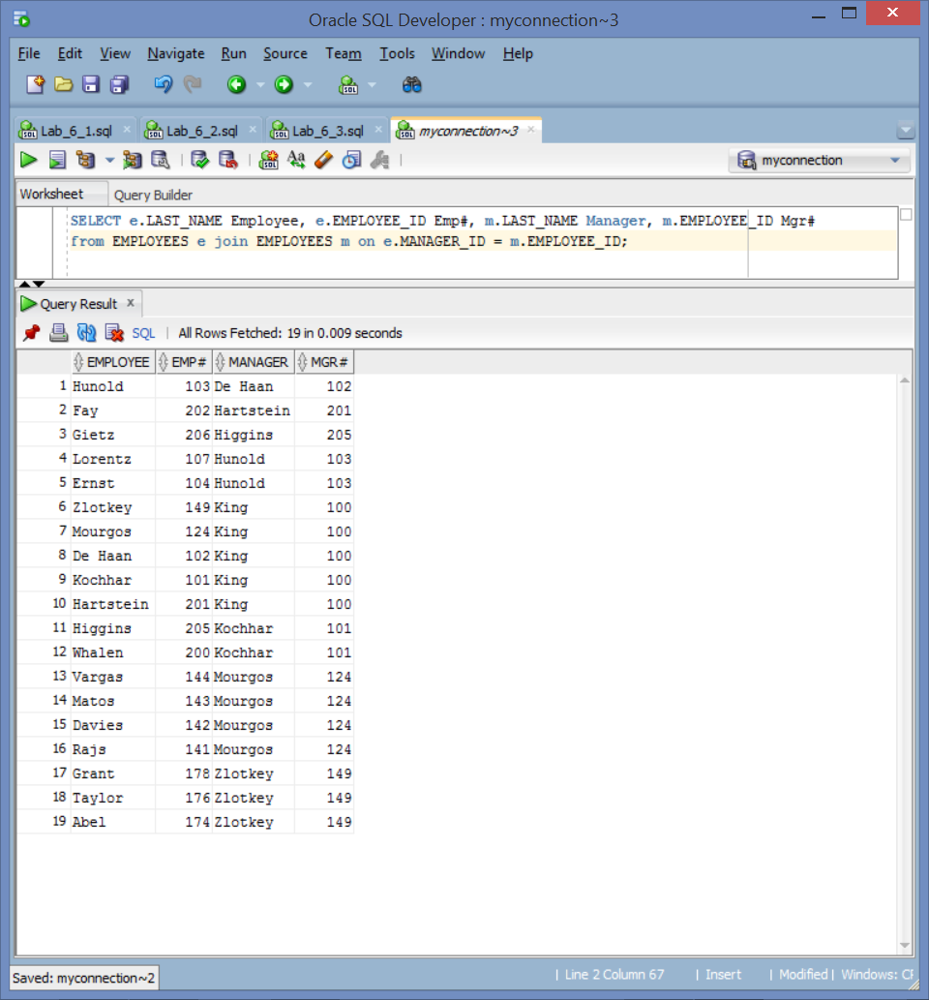 Oracle SQL Developer : myconnection~3
File Edit View Navigate Run Source Team Tools Window Help
Lab_6_1.sql Lab_6_2.sql Lab_6_3.sql myconnection~3
myconnection
Worksheet Query Builder
SELECT e.LAST_NAME Employee, e.EMPLOYEE_ID Emp#, m.LAST_NAME Manager, m.EMPLOYEE_ID Mgr#
from EMPLOYEES e join EMPLOYEES m on e.MANAGER_ID = m.EMPLOYEE_ID;
Query Result x
SQL | All Rows Fetched: 19 in 0.009 seconds
EMPLOYEE EMP# MANAGER MGR#
1 Hunold 103 De Haan 102
2 Fay 202 Hartstein 201
3 Gietz 206 Higgins 205
4 Lorentz 107 Hunold 103
5 Ernst 104 Hunold 103
6 Zlotkey 149 King 100
7 Mourgos 124 King 100
8 De Haan 102 King 100
9 Kochhar 101 King 100
10 Hartstein 201 King 100
11 Higgins 205 Kochhar 101
12 Whalen 200 Kochhar 101
13 Vargas 144 Mourgos 124
14 Matos 143 Mourgos 124
15 Davies 142 Mourgos 124
16 Rajs 141 Mourgos 124
17 Grant 178 Zlotkey 149
18 Taylor 176 Zlotkey 149
19 Abel 174 Zlotkey 149
Saved: myconnection~2 | Line 2 Column 67 | Insert | Modified | Windows: CF